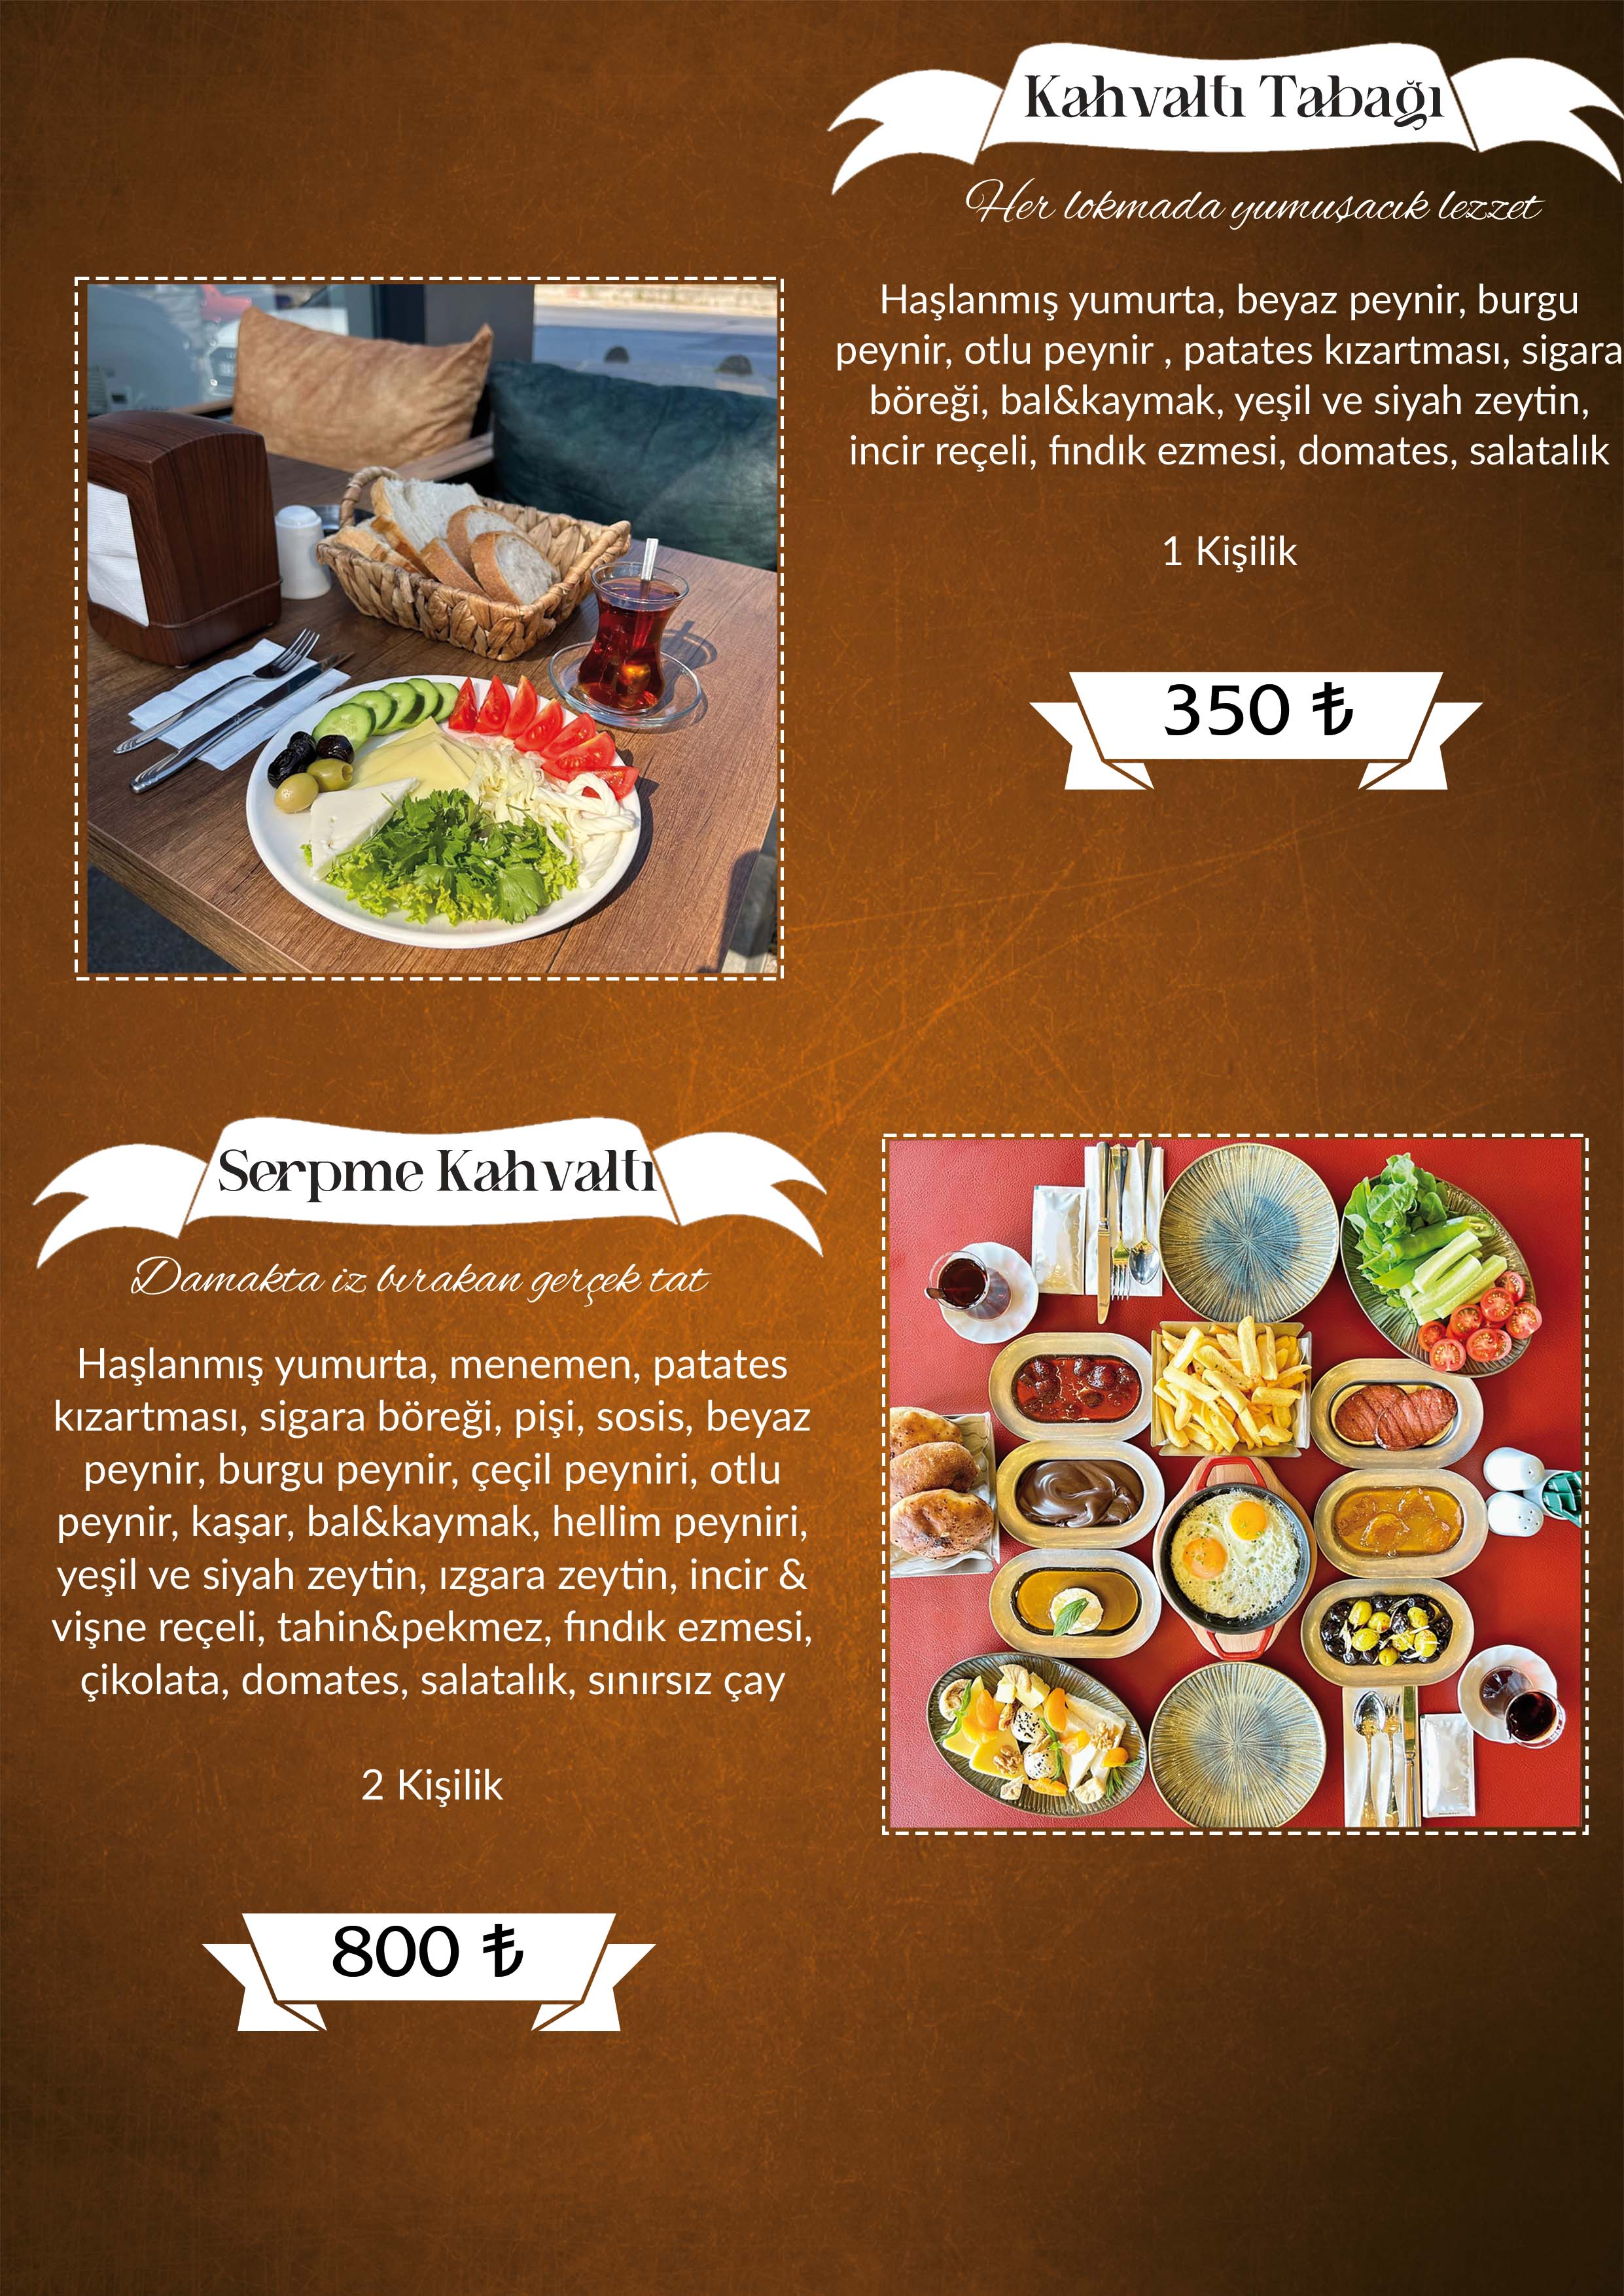 Kahvaltı Tabağı
Her lokmada yumuşacık lezzet
Haşlanmış yumurta, beyaz peynir, burgu
peynir, otlu peynir , patates kızartması, sigara
böreği, bal&kaymak, yeşil ve siyah zeytin,
incir reçeli, fındık ezmesi, domates, salatalık
1 Kişilik
350 ₺
Serpme Kahvaltı
Damakta iz bırakan gerçek tat
Haşlanmış yumurta, menemen, patates
kızartması, sigara böreği, pişi, sosis, beyaz
peynir, burgu peynir, çeçil peyniri, otlu
peynir, kaşar, bal&kaymak, hellim peyniri,
yeşil ve siyah zeytin, ızgara zeytin, incir &
vişne reçeli, tahin&pekmez, fındık ezmesi,
çikolata, domates, salatalık, sınırsız çay
2 Kişilik
800 ₺